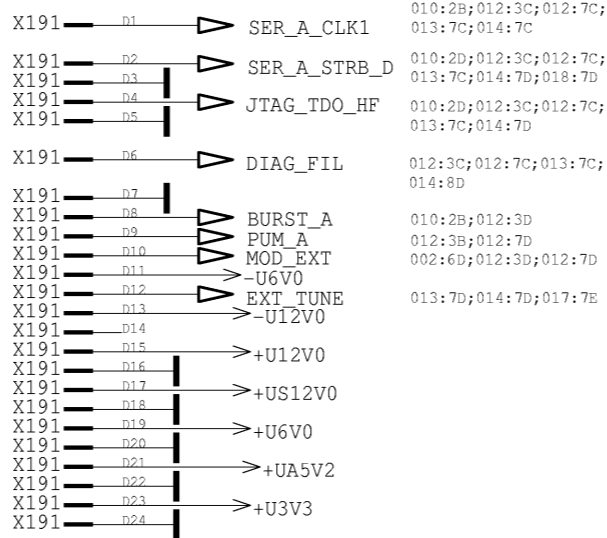 010:2B;012:3C;012:7C;
X191 D1 SER_A_CLK1 013:7C;014:7C
X191 D2 SER_A_STRB_D 010:2D;012:3C;012:7C;
X191 D3 013:7C;014:7D;018:7D
X191 D4 JTAG_TDO_HF 010:2D;012:3C;012:7C;
X191 D5 013:7C;014:7D
X191 D6 DIAG_FIL 012:3C;012:7C;013:7C;
014:8D
X191 D7
X191 D8 BURST_A 010:2B;012:3D
X191 D9 PUM_A 012:3B;012:7D
X191 D10 MOD_EXT 002:6D;012:3D;012:7D
X191 D11 -U6V0
X191 D12 EXT_TUNE 013:7D;014:7D;017:7E
X191 D13 -U12V0
X191 D14
X191 D15 +U12V0
X191 D16
X191 D17 +US12V0
X191 D18
X191 D19 +U6V0
X191 D20
X191 D21 +UA5V2
X191 D22
X191 D23 +U3V3
X191 D24